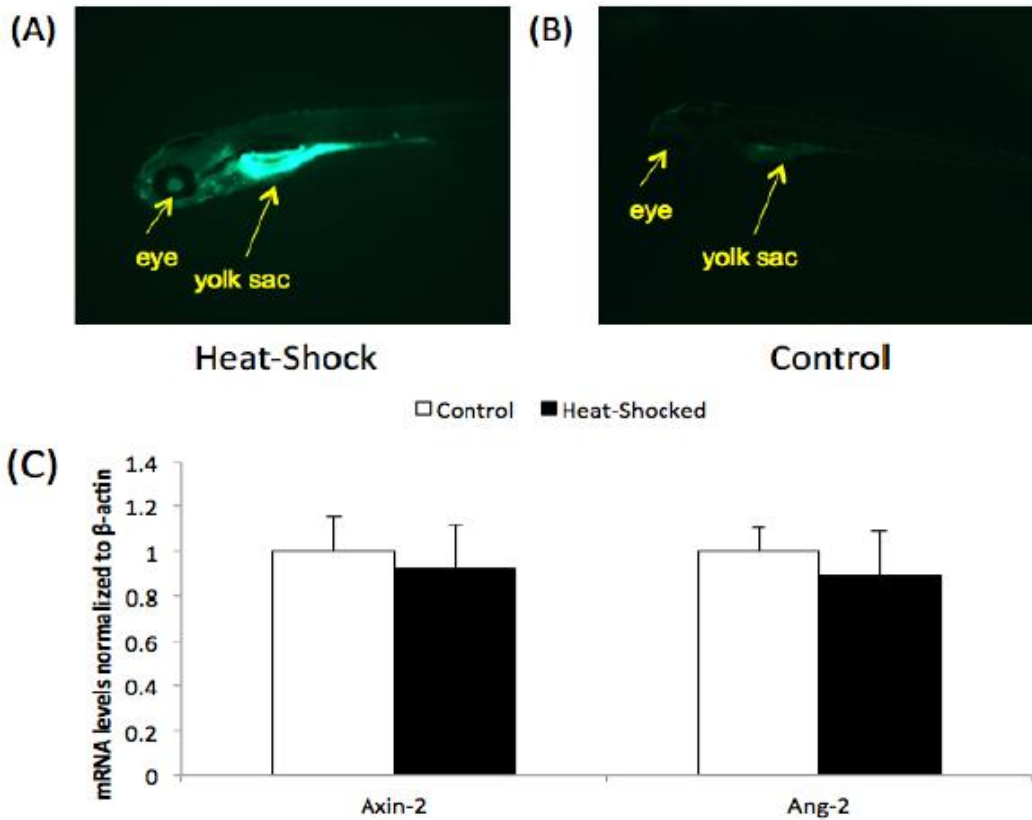 (A)
(B)
eye
yolk sac
eye
yolk sac
Heat-Shock
Control
Control
Heat-Shocked
(C)
mRNA levels normalized to β-actin
1.4
1.2
1
0.8
0.6
0.4
0.2
0
Axin-2
Ang-2